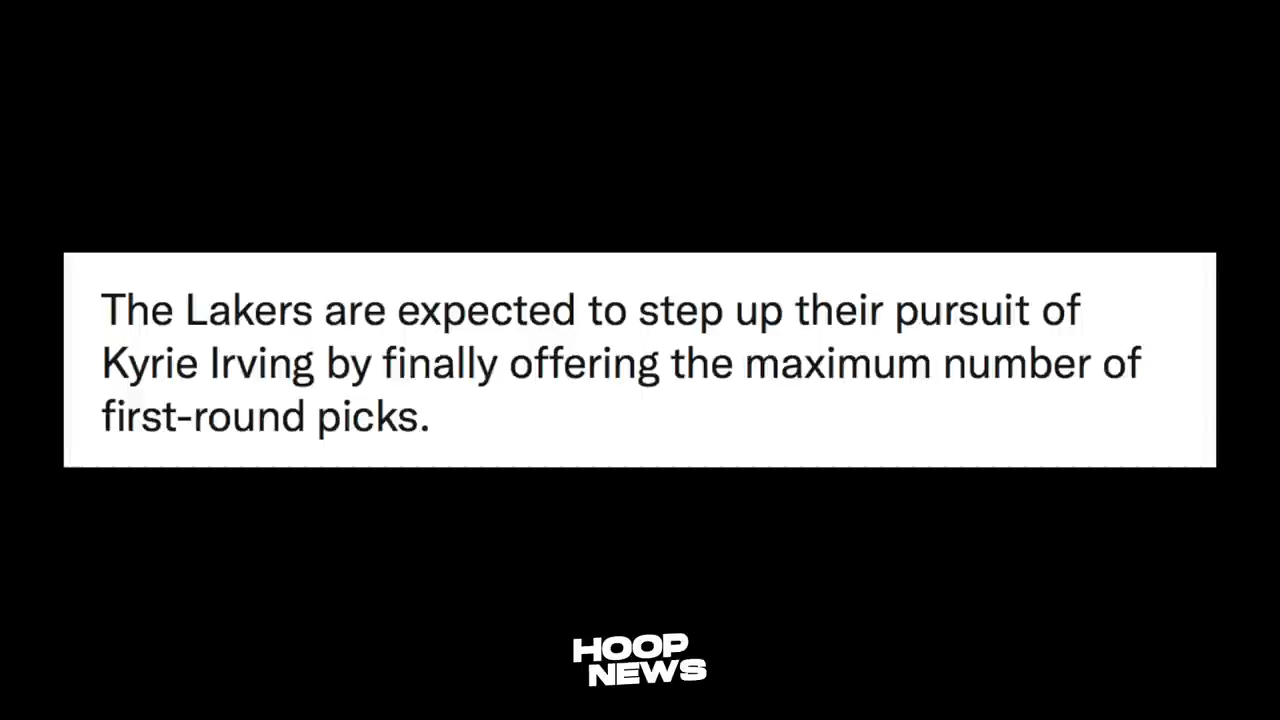 The Lakers are expected to step up their pursuit of
Kyrie Irving by finally offering the maximum number of
first-round picks.
HOOP
NEWS